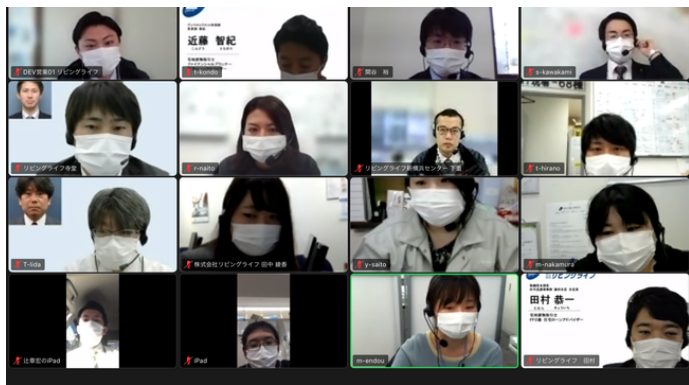 DEV営業01 リビングライフ
近藤 智紀
t-kondo
関谷 裕
s-kawakami
リビングライフ寺堂
r-naito
リビングライフ新横浜センター 下重
t-hirano
T-Iida
株式会社リビングライフ 田中 綾香
y-saito
m-nakamura
辻章宏のiPad
iPad
m-endou
リビングライフ
田村 恭一
リビングライフ 田村